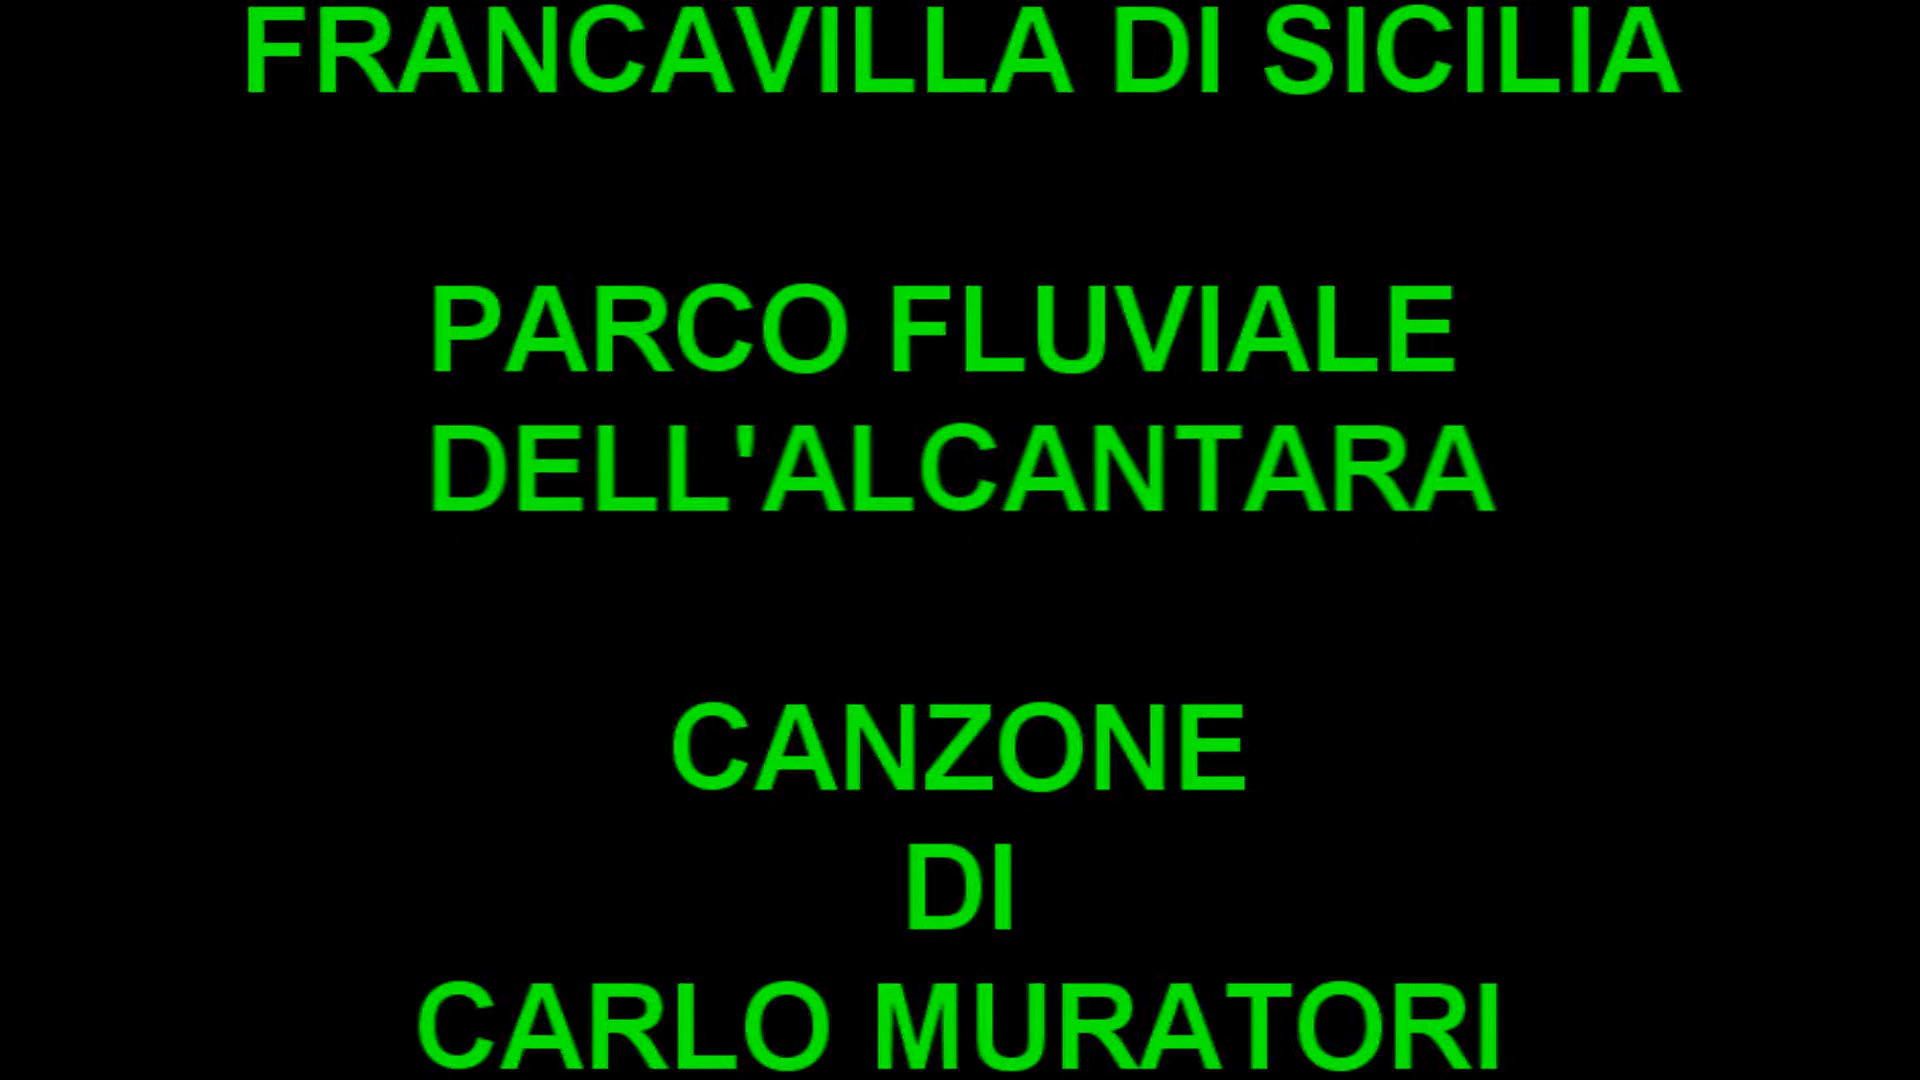 FRANCAVILLA DI SICILIA
PARCO FLUVIALE
DELL'ALCANTARA
CANZONE
DI
CARLO MURATORI